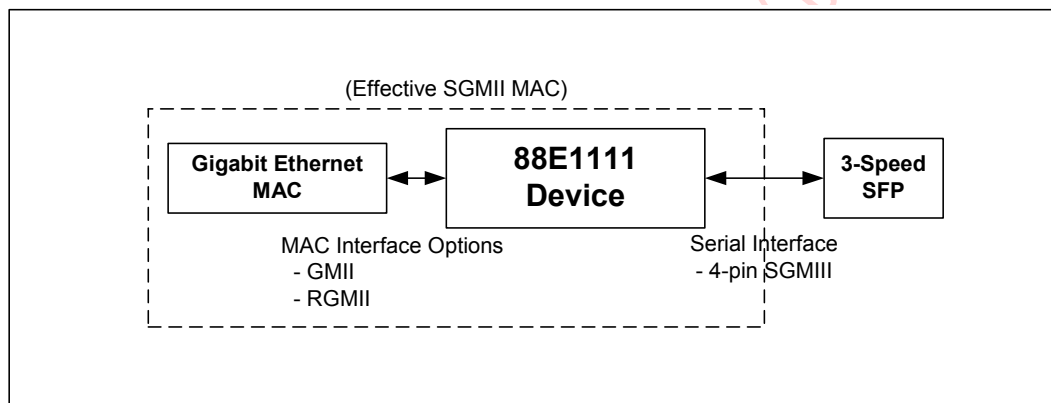 (Effective SGMII MAC)
Gigabit Ethernet
MAC
88E1111
Device
3-Speed
SFP
MAC Interface Options
- GMII
- RGMII
Serial Interface
- 4-pin SGMIII